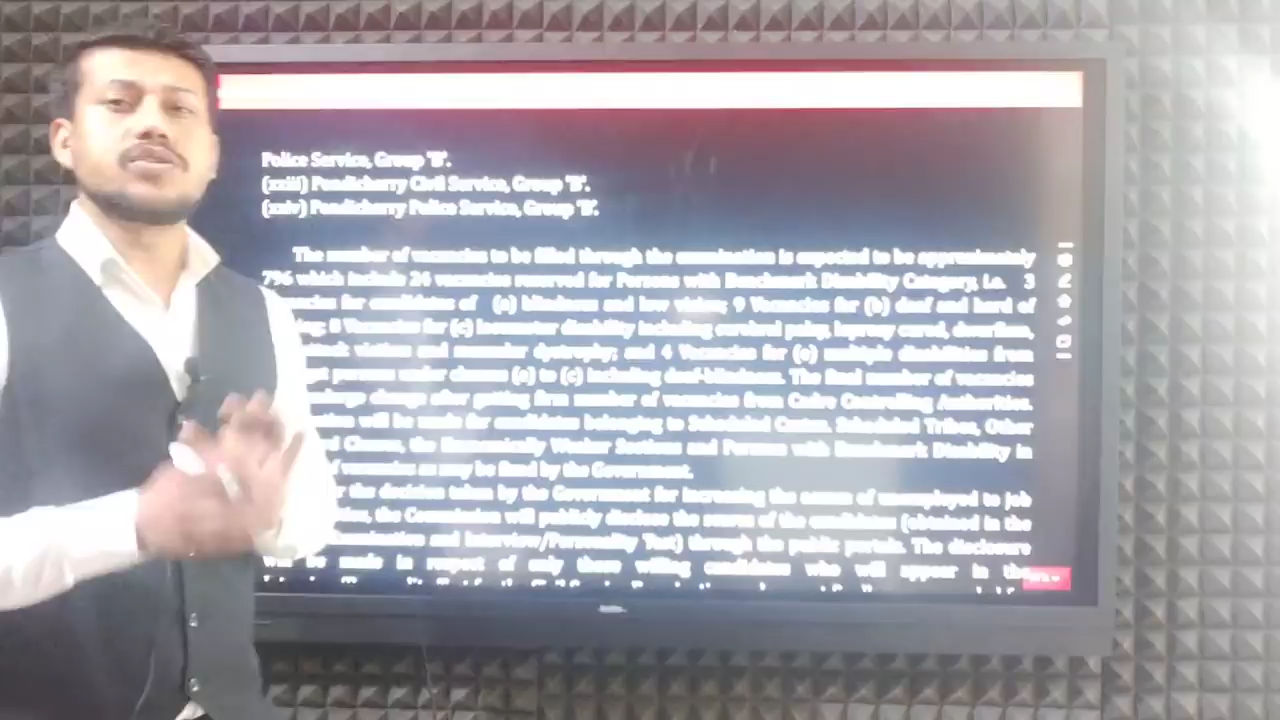 Police Service, Group 'B'.
(xxiii) Pondicherry Civil Service, Group 'B'.
(xxiv) Pondicherry Police Service, Group 'B'.
The number of vacancies to be filled through the examination is expected to be approximately
796 which include 24 vacancies reserved for Persons with Benchmark Disability Category, i.e. 3
for candidates of (a) blindness and low vision; 9 Vacancies for (b) deaf and hard of
8 Vacancies for (c) locomotor disability including cerebral palsy, leprosy cured, dwarfism,
victims and muscular dystrophy; and 4 Vacancies for (e) multiple disabilities from
persons under clauses (a) to (c) including deaf-blindness. The final number of vacancies
change after getting firm number of vacancies from Cadre Controlling Authorities.
will be made for candidates belonging to Scheduled Castes, Scheduled Tribes, Other
Classes, the Economically Weaker Sections and Persons with Benchmark Disability in
of vacancies as may be fixed by the Government.
the decision taken by the Government for increasing the access of unemployed to job
the Commission will publicly disclose the scores of the candidates (obtained in the
and Interview/Personality Test) through the public portals. The disclosure
will be made in respect of only those willing candidates who will appear in the